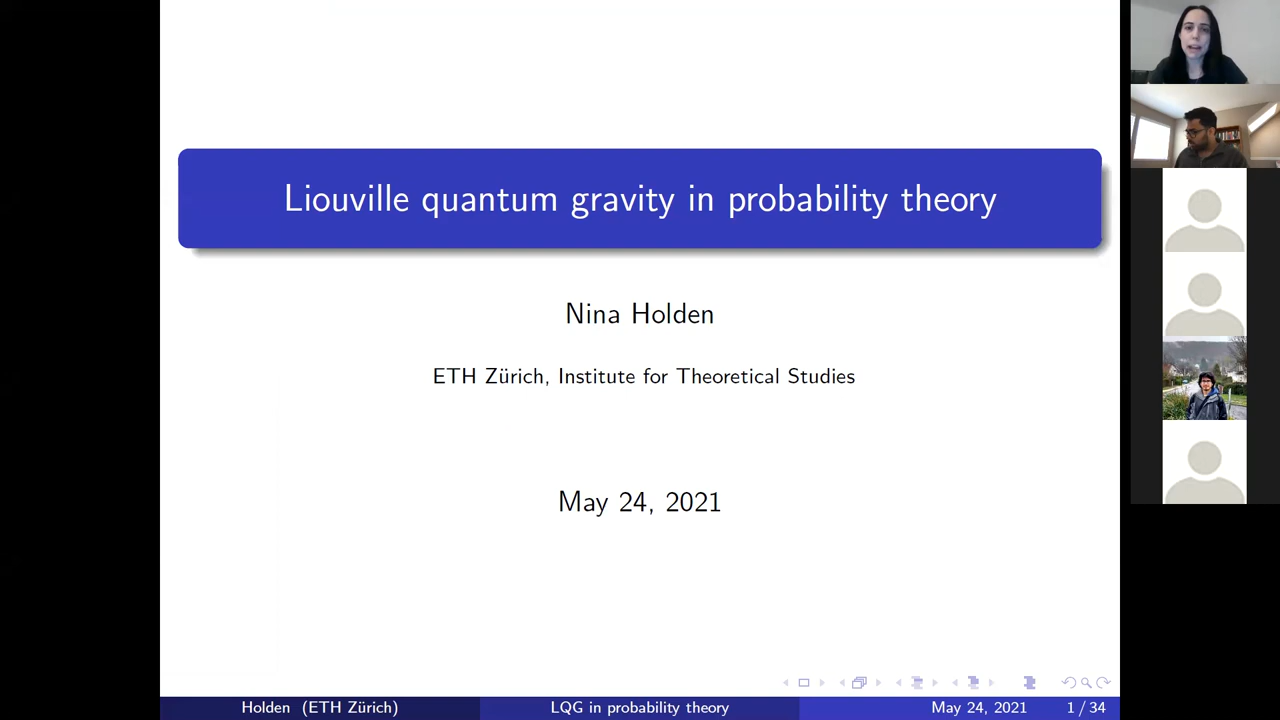 Liouville quantum gravity in probability theory
Nina Holden
ETH Zürich, Institute for Theoretical Studies
May 24, 2021
Holden (ETH Zürich)
LQG in probability theory
May 24, 2021
1 / 34